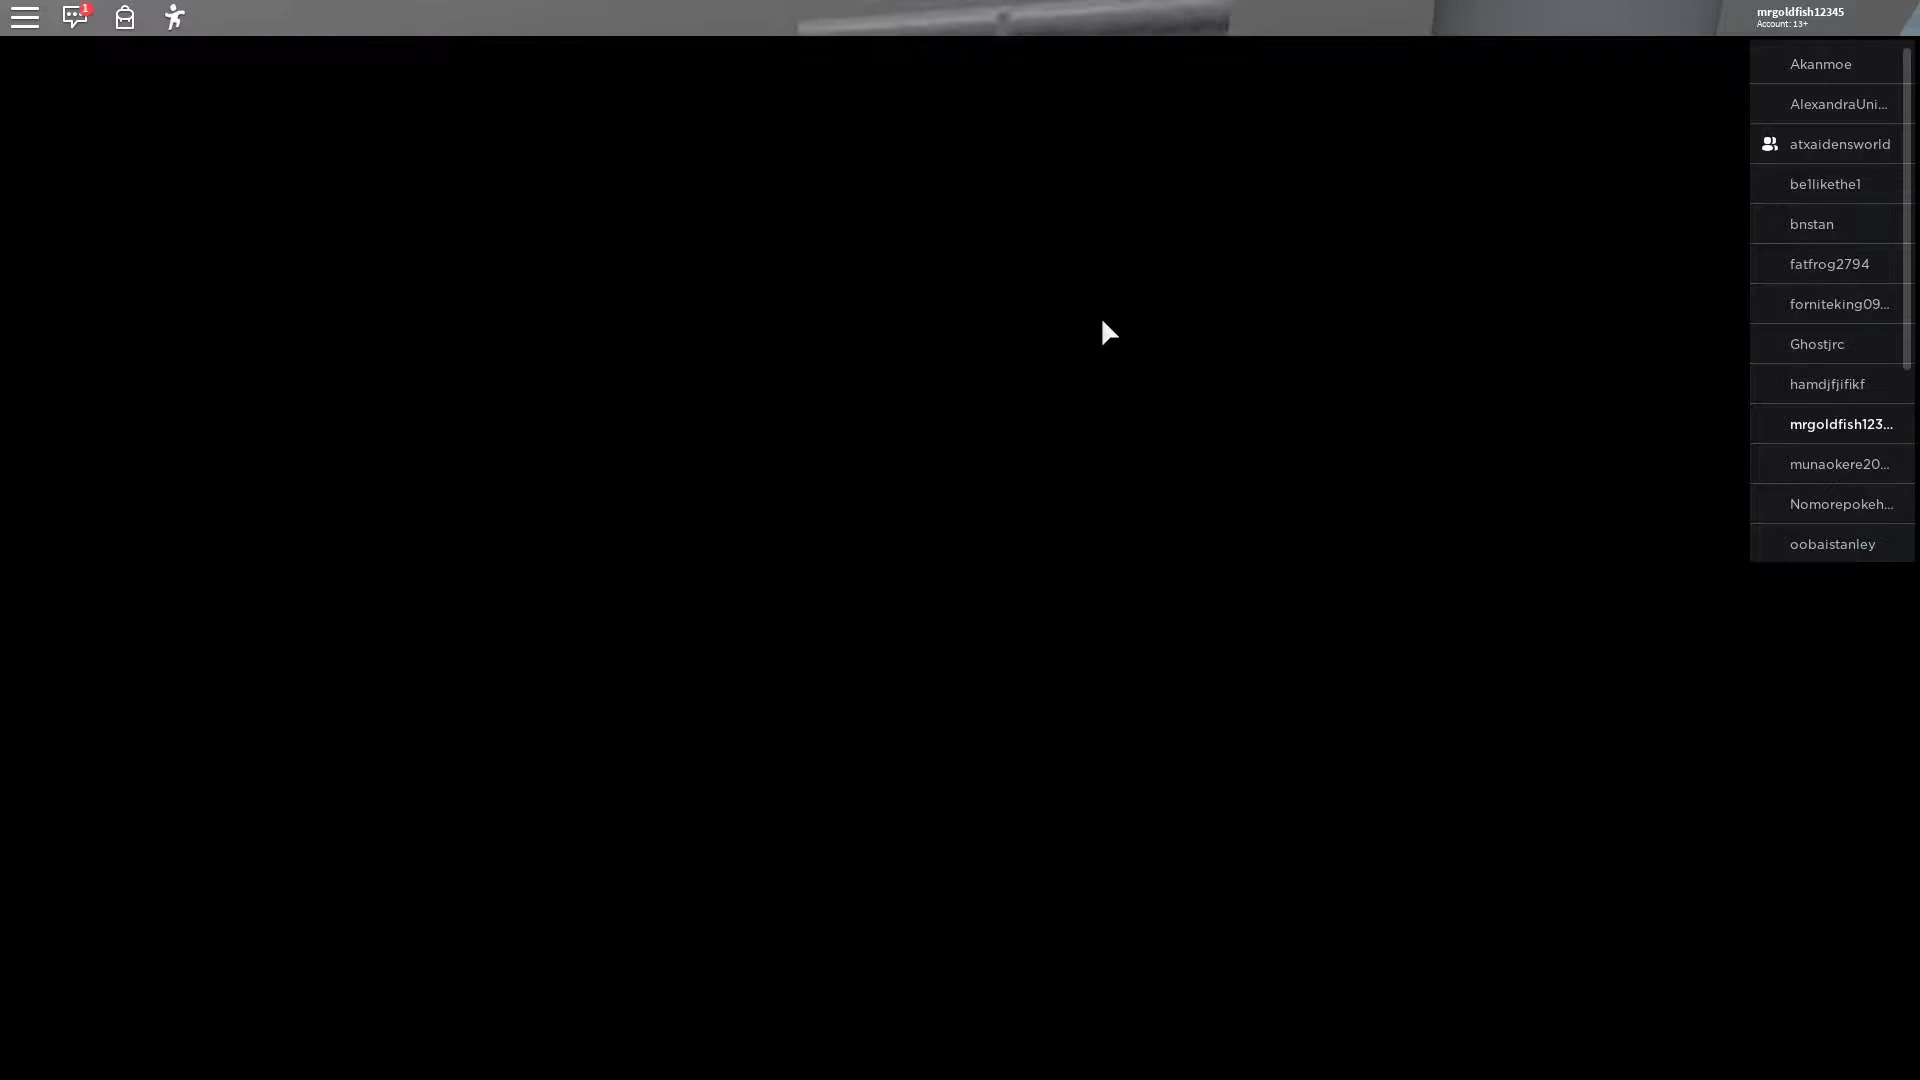 1
mrgoldfish12345
Account: 13+
Akanmoe
AlexandraUni...
atxaidensworld
be1likethe1
bnstan
fatfrog2794
forniteking09...
Ghostjrc
hamdjfjifikf
mrgoldfish123...
munaokere20...
Nomorepokeh...
oobaistanley